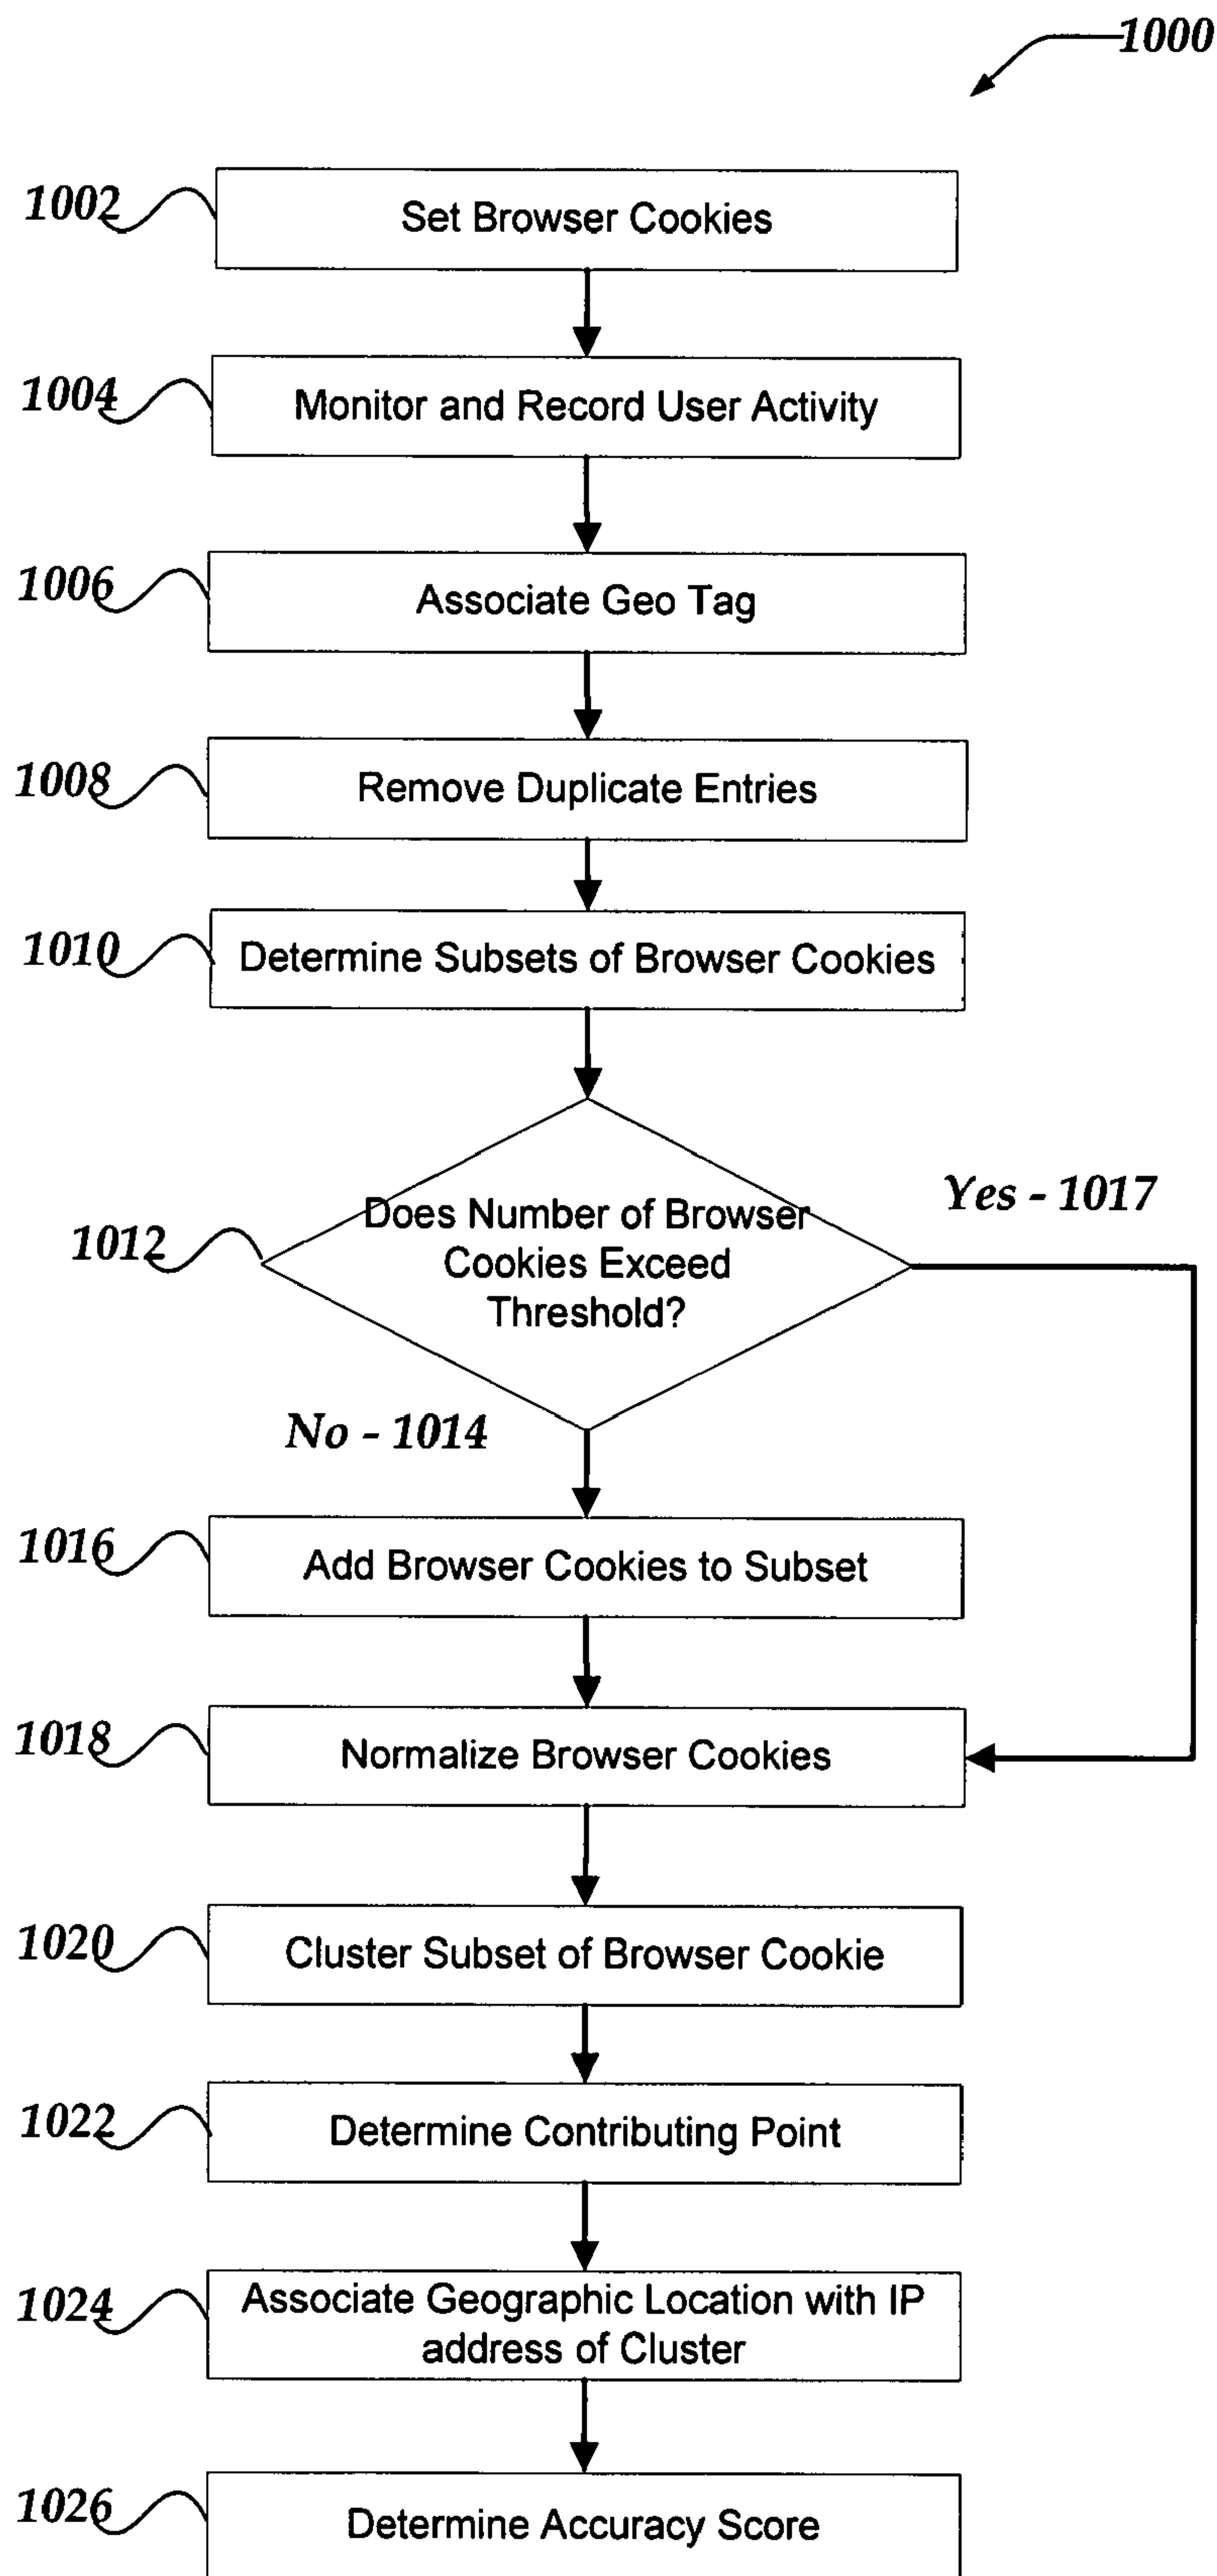 1000
1002
Set Browser Cookies
1004
Monitor and Record User Activity
1006
Associate Geo Tag
1008
Remove Duplicate Entries
1010
Determine Subsets of Browser Cookies
1012
Does Number of Browser
Cookies Exceed
Threshold?
Yes - 1017
No - 1014
1016
Add Browser Cookies to Subset
1018
Normalize Browser Cookies
1020
Cluster Subset of Browser Cookie
1022
Determine Contributing Point
1024
Associate Geographic Location with IP
address of Cluster
1026
Determine Accuracy Score